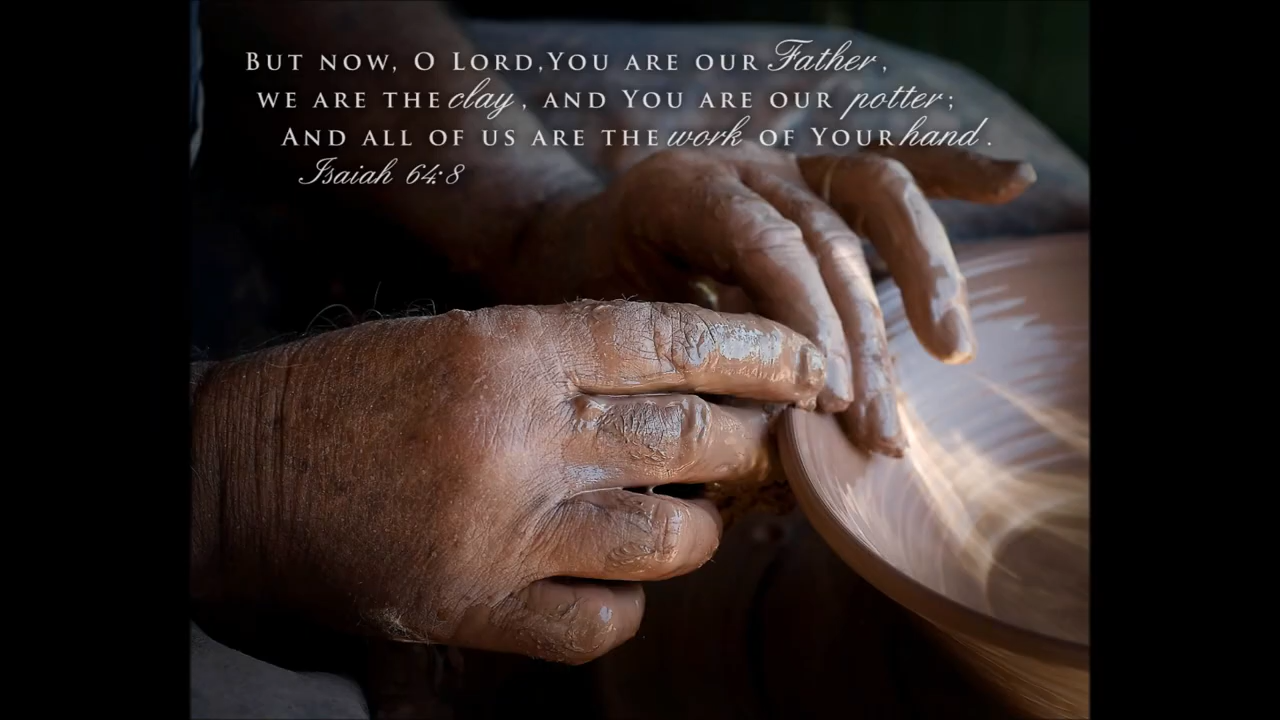 But now, O Lord,You are our Father,
we are the clay, and You are our potter;
And all of us are the work of Your hand.
Isaiah 64:8